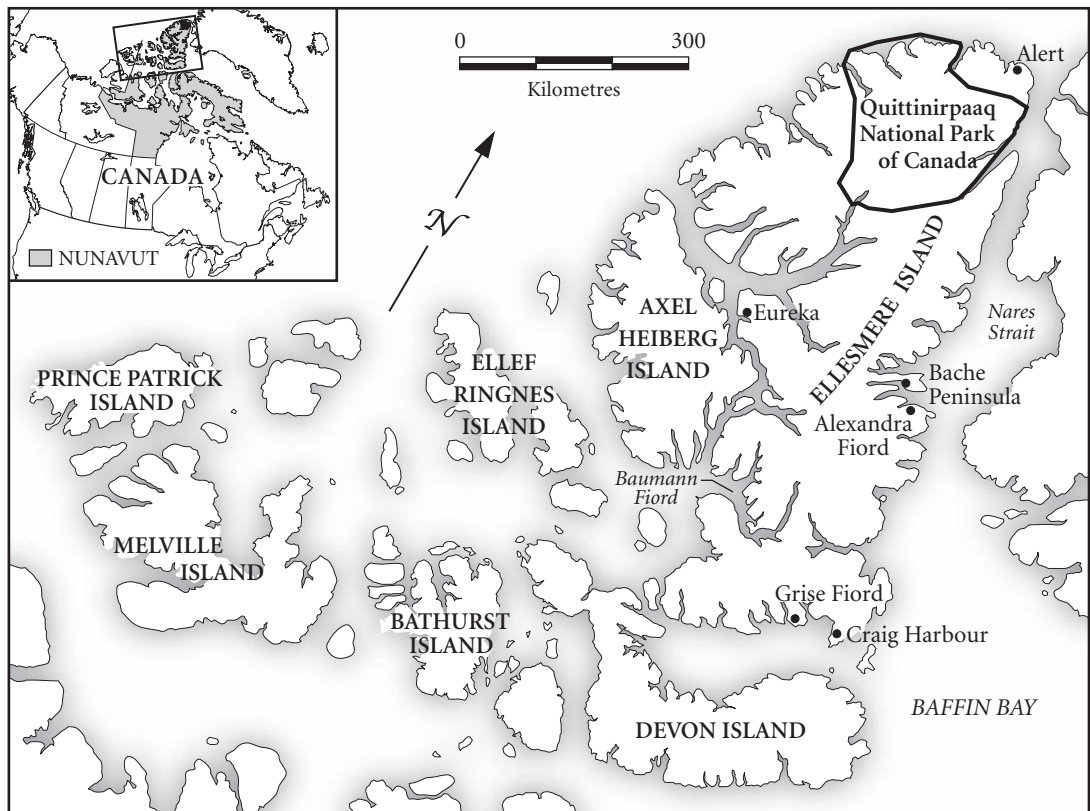 CANADA
NUNAVUT
0 300
Kilometres
N
Alert
Quittinirpaaq
National Park
of Canada
ELLESMERE ISLAND
AXEL
HEIBERG
ISLAND
Eureka
Nares
Strait
Bache
Peninsula
Alexandra
Fiord
ELLEF
RINGNES
ISLAND
PRINCE PATRICK
ISLAND
Baumann
Fiord
MELVILLE
ISLAND
BATHURST
ISLAND
Grise Fiord
Craig Harbour
DEVON ISLAND
BAFFIN BAY